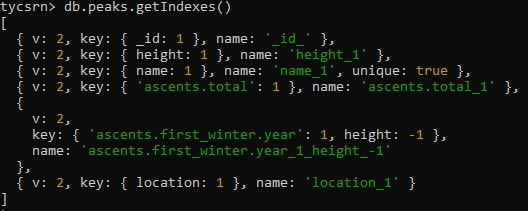 tycsrn> db.peaks.getIndexes()
[
  { v: 2, key: { _id: 1 }, name: '_id_' },
  { v: 2, key: { height: 1 }, name: 'height_1' },
  { v: 2, key: { name: 1 }, name: 'name_1', unique: true },
  { v: 2, key: { 'ascents.total': 1 }, name: 'ascents.total_1' },
  {
    v: 2,
    key: { 'ascents.first_winter.year': 1, height: -1 },
    name: 'ascents.first_winter.year_1_height_-1'
  },
  { v: 2, key: { location: 1 }, name: 'location_1' }
]